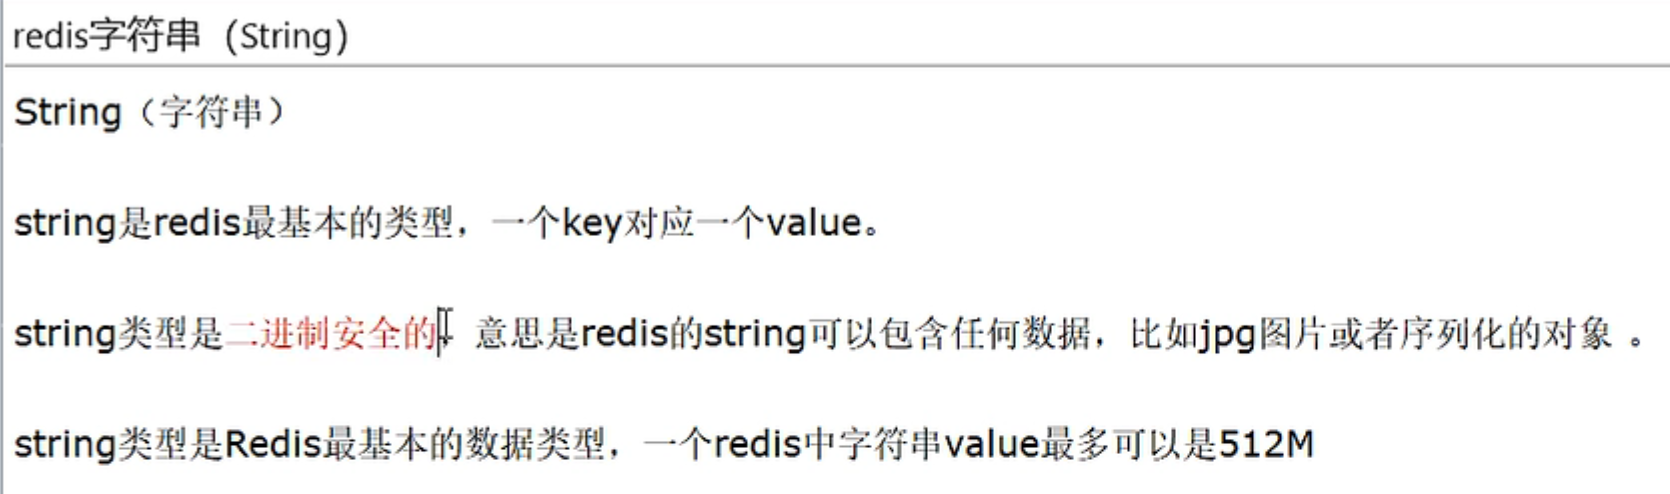 redis字符串 (String)
String（字符串）
string是redis最基本的类型，一个key对应一个value。
string类型是二进制安全的，意思是redis的string可以包含任何数据，比如jpg图片或者序列化的对象 。
string类型是Redis最基本的数据类型，一个redis中字符串value最多可以是512M